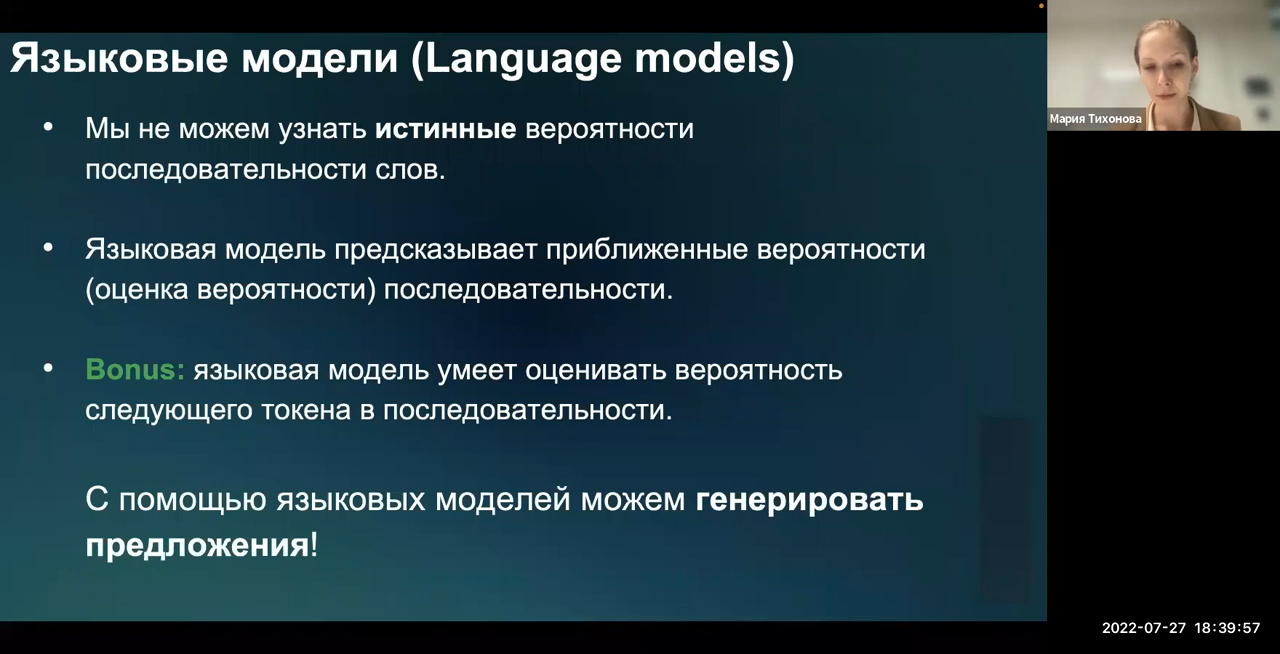 Языковые модели (Language models)
• Мы не можем узнать истинные вероятности
последовательности слов.
• Языковая модель предсказывает приближенные вероятности
(оценка вероятности) последовательности.
• Bonus: языковая модель умеет оценивать вероятность
следующего токена в последовательности.
С помощью языковых моделей можем генерировать
предложения!
Мария Тихонова
2022-07-27 18:39:57